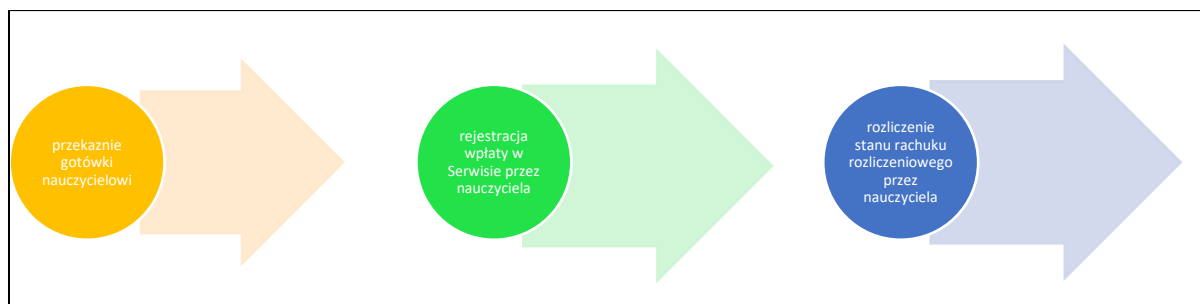 przekaznie
gotówki
nauczycielowi
rejestracja
wpłaty w
Serwisie przez
nauczyciela
rozliczenie
stanu rachuku
rozliczeniowego
przez
nauczyciela